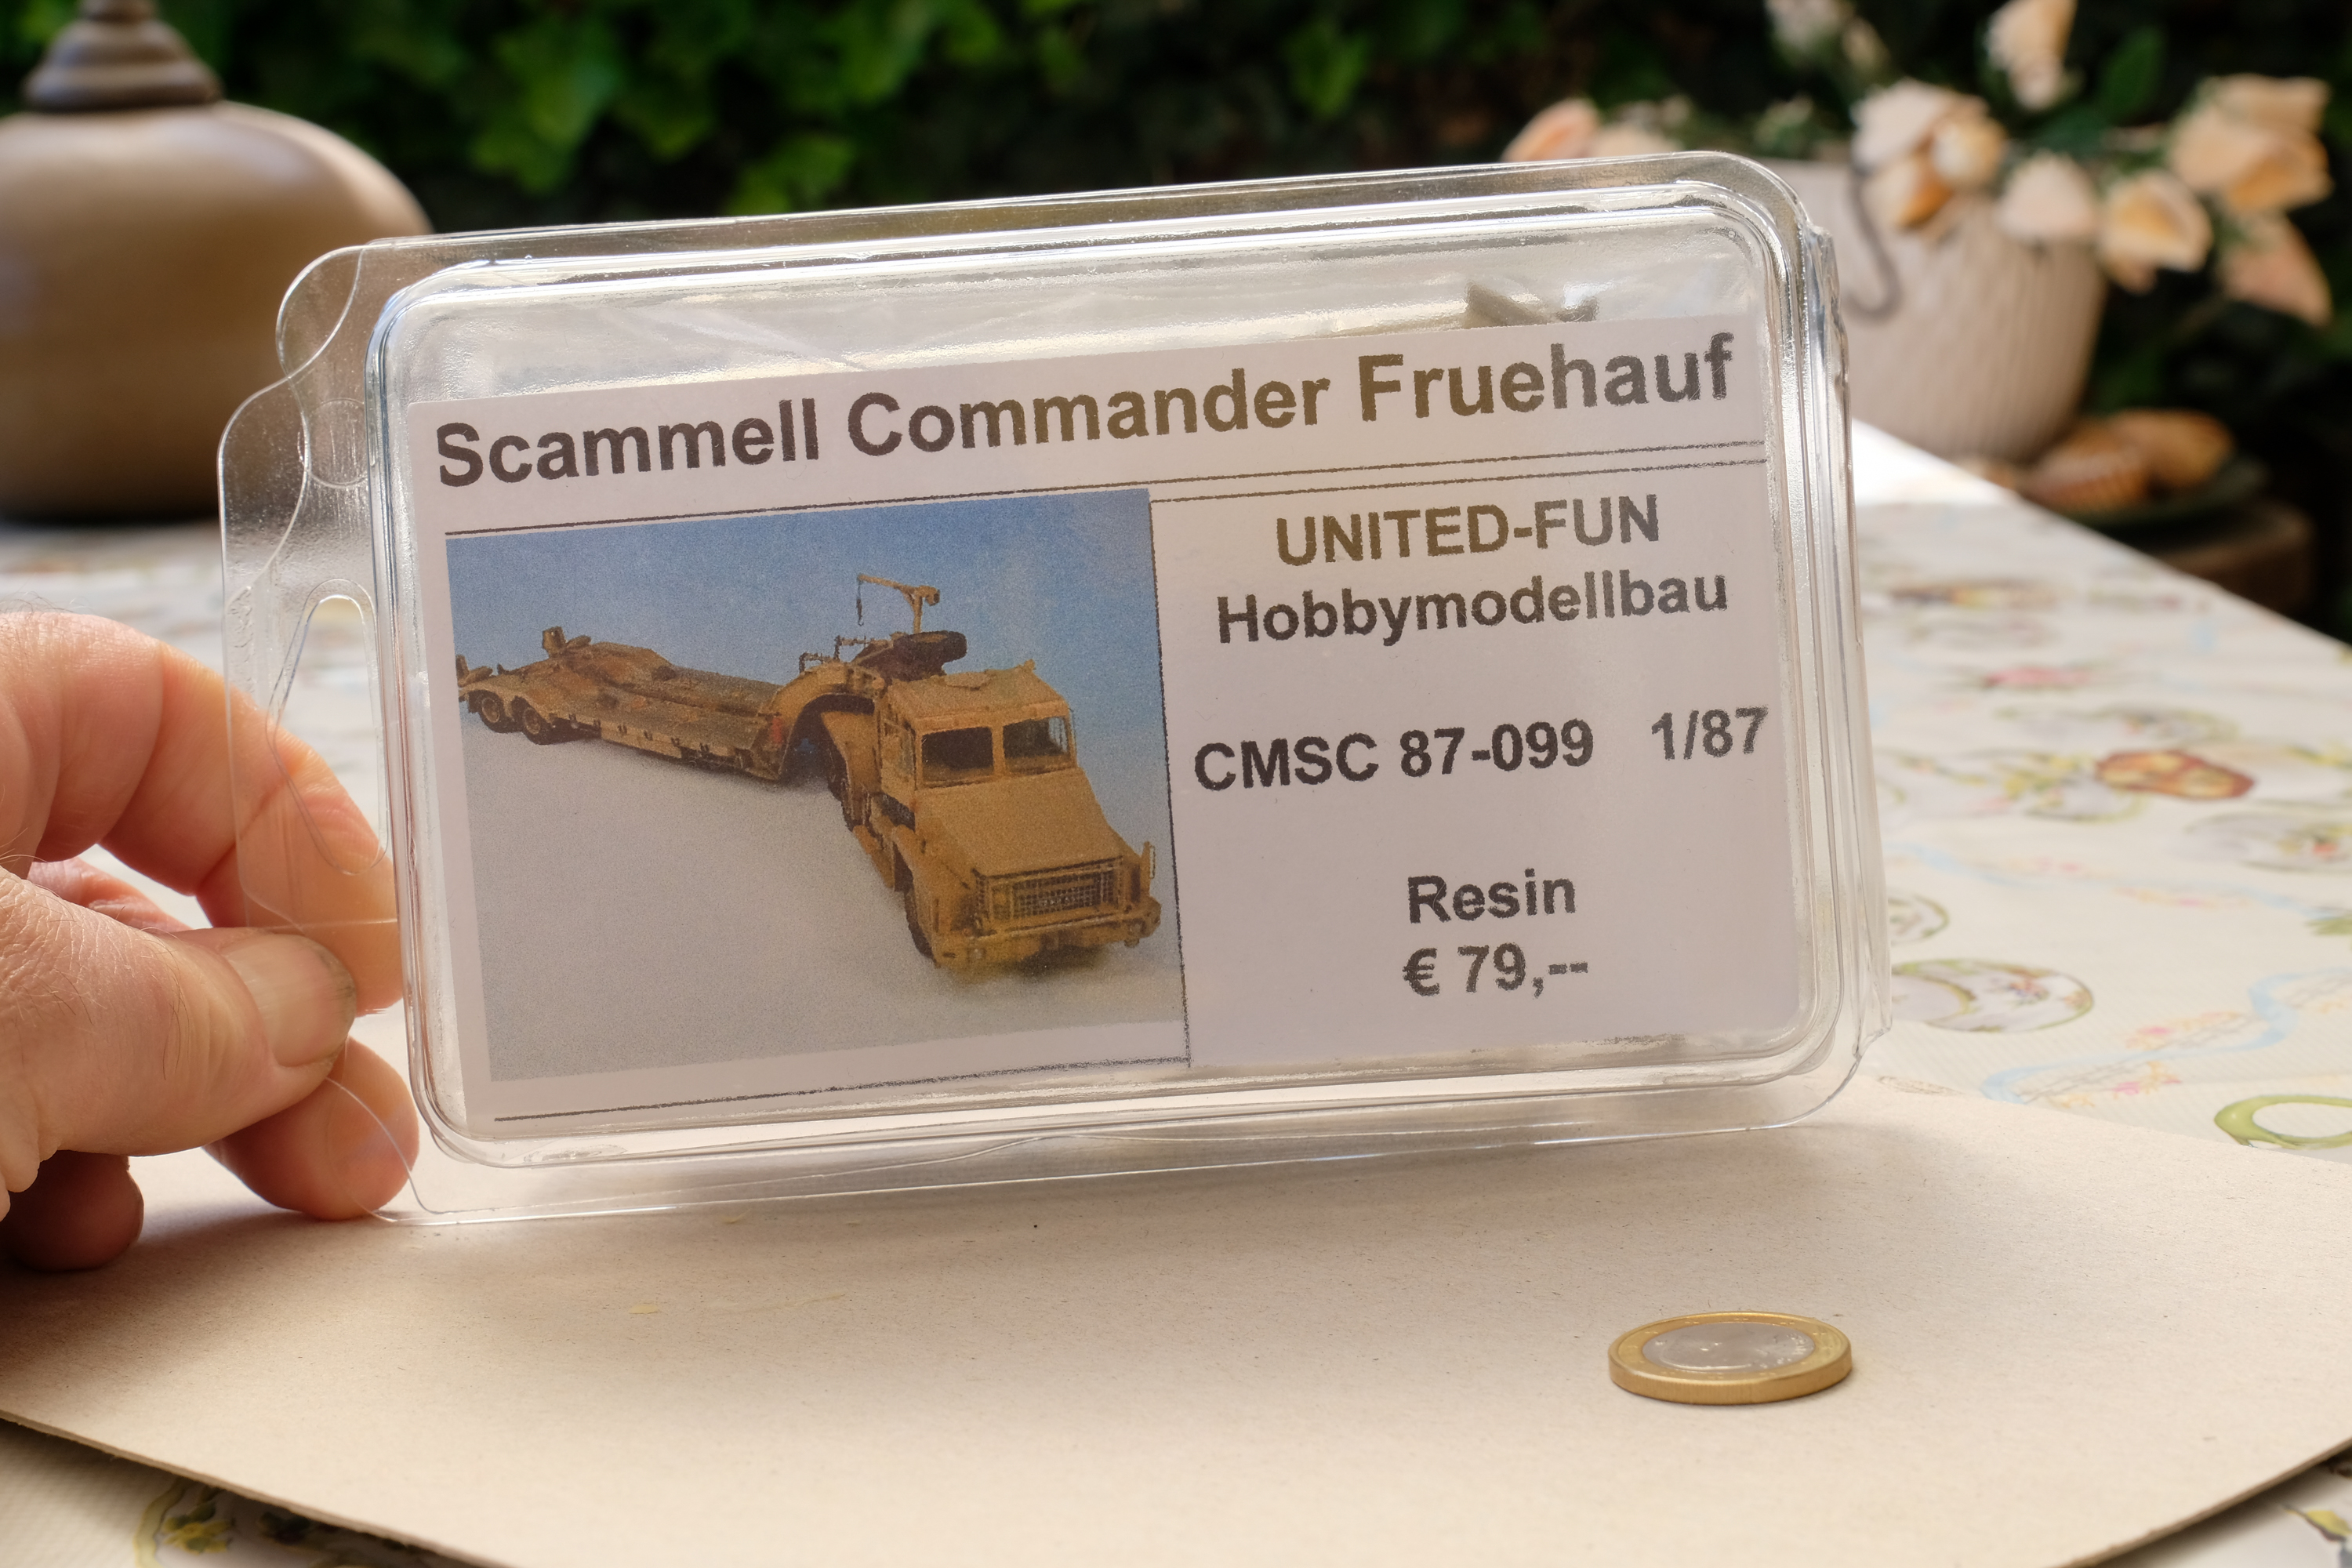 Scammell Commander Fruehauf
UNITED-FUN
Hobbymodellbau
CMSC 87-099 1/87
Resin
€ 79,--